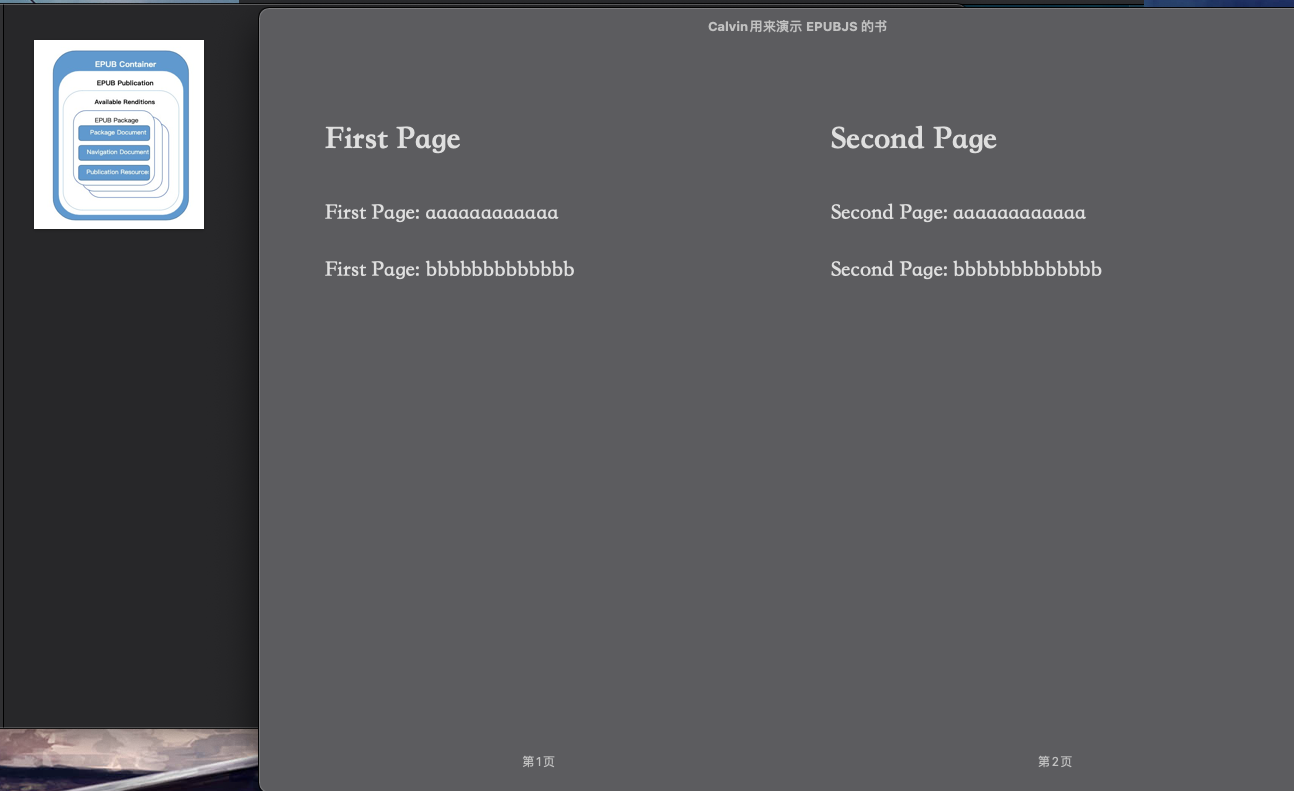 Calvin用来演示 EPUBJS 的书
EPUB Container
EPUB Publication
Available Renditions
EPUB Package
Package Document
Navigation Document
Publication Resource
First Page
First Page: aaaaaaaaaaaa
First Page: bbbbbbbbbbbbb
第1页
Second Page
Second Page: aaaaaaaaaaaa
Second Page: bbbbbbbbbbbbb
第2页